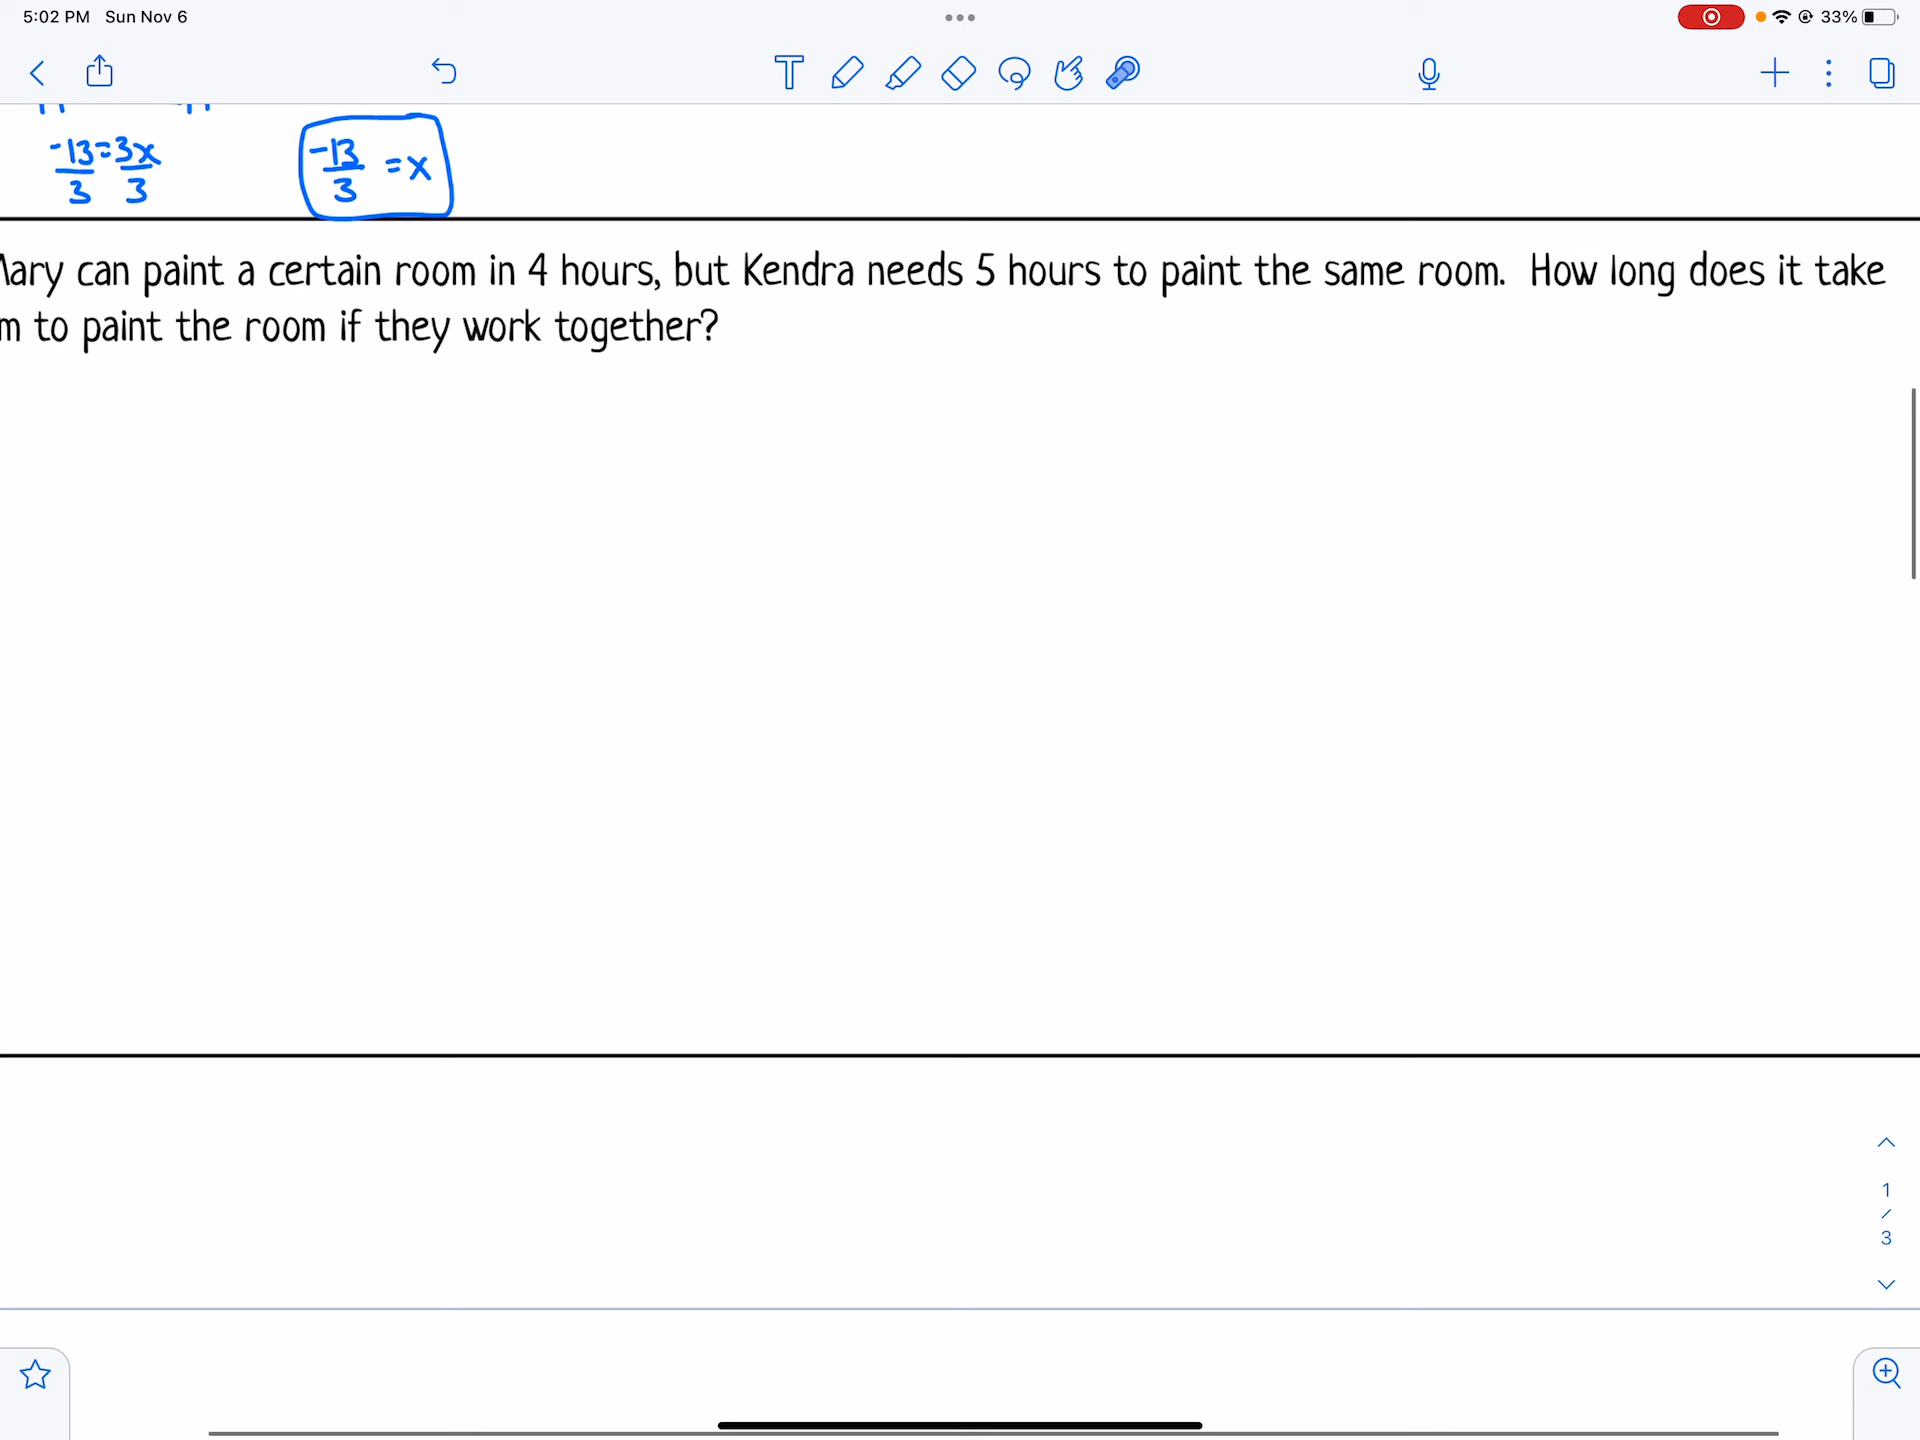 5:02 PM Sun Nov 6
33%
-13=3x
3 3
-13
3 =x
Mary can paint a certain room in 4 hours, but Kendra needs 5 hours to paint the same room. How long does it take
m to paint the room if they work together?
1
/
3